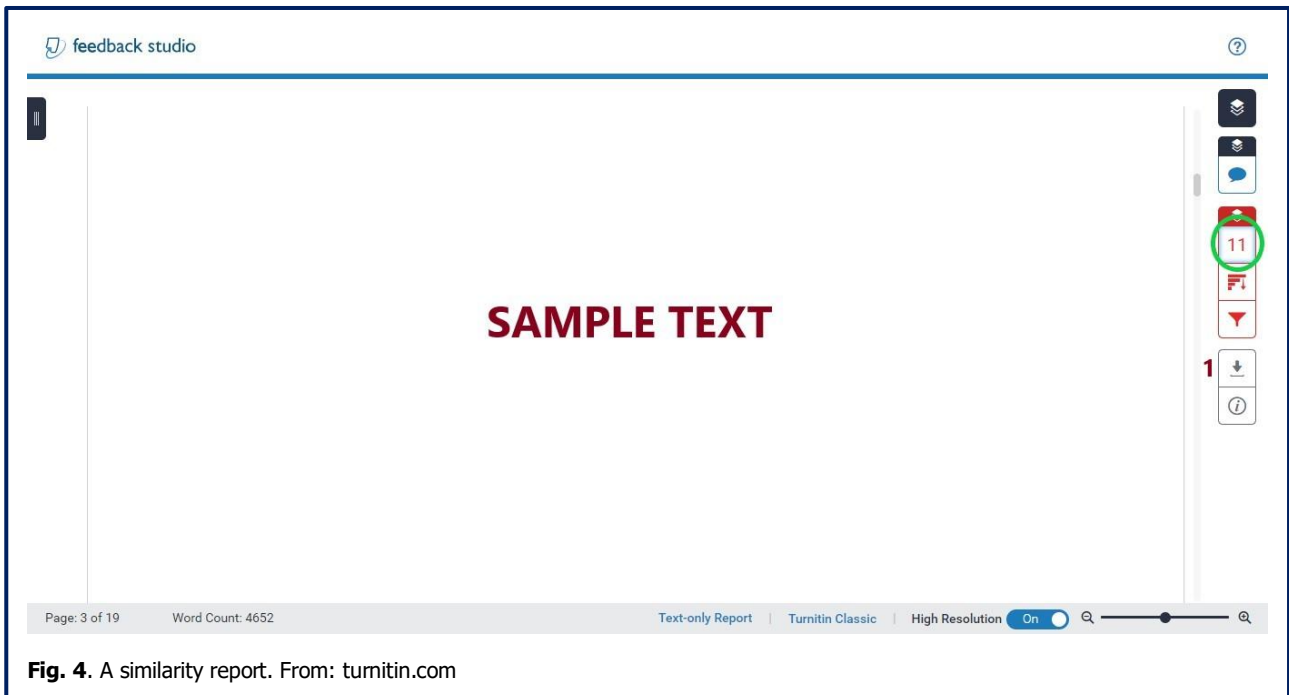 feedback studio
?
11
SAMPLE TEXT
1
i
Page: 3 of 19 Word Count: 4652 Text-only Report | Turnitin Classic | High Resolution On
Fig. 4. A similarity report. From: turnitin.com